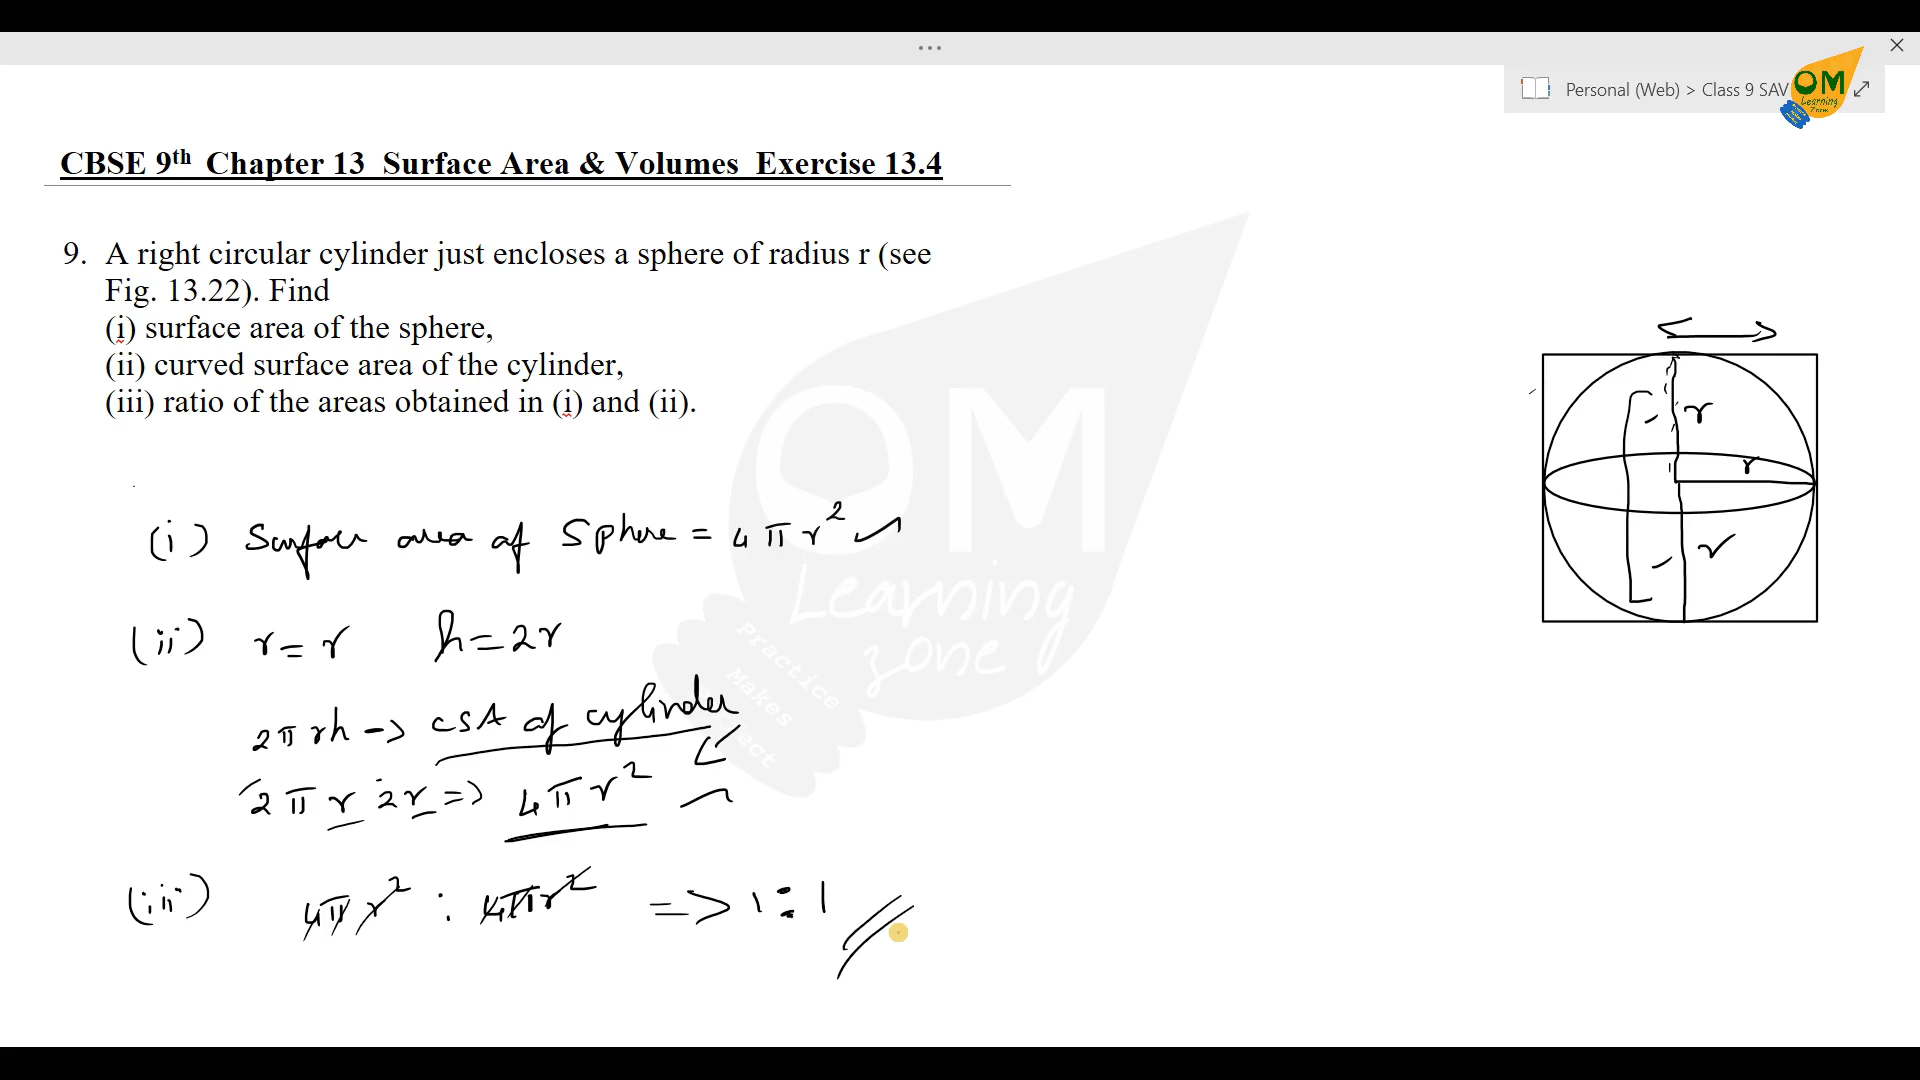 Personal (Web) > Class 9 SAV
OM
Learning
Zone
CBSE 9th Chapter 13 Surface Area & Volumes Exercise 13.4
9. A right circular cylinder just encloses a sphere of radius r (see
Fig. 13.22). Find
(i) surface area of the sphere,
(ii) curved surface area of the cylinder,
(iii) ratio of the areas obtained in (i) and (ii).
OM
Learning
zone
Practice
Makes
r
r
r
(i) Surface area of Sphere = 4πr²
(ii) r = r h = 2r
2πrh -> CSA of cylinder
2πr 2r => 4πr²
(iii) 4πr² : 4πr² => 1:1